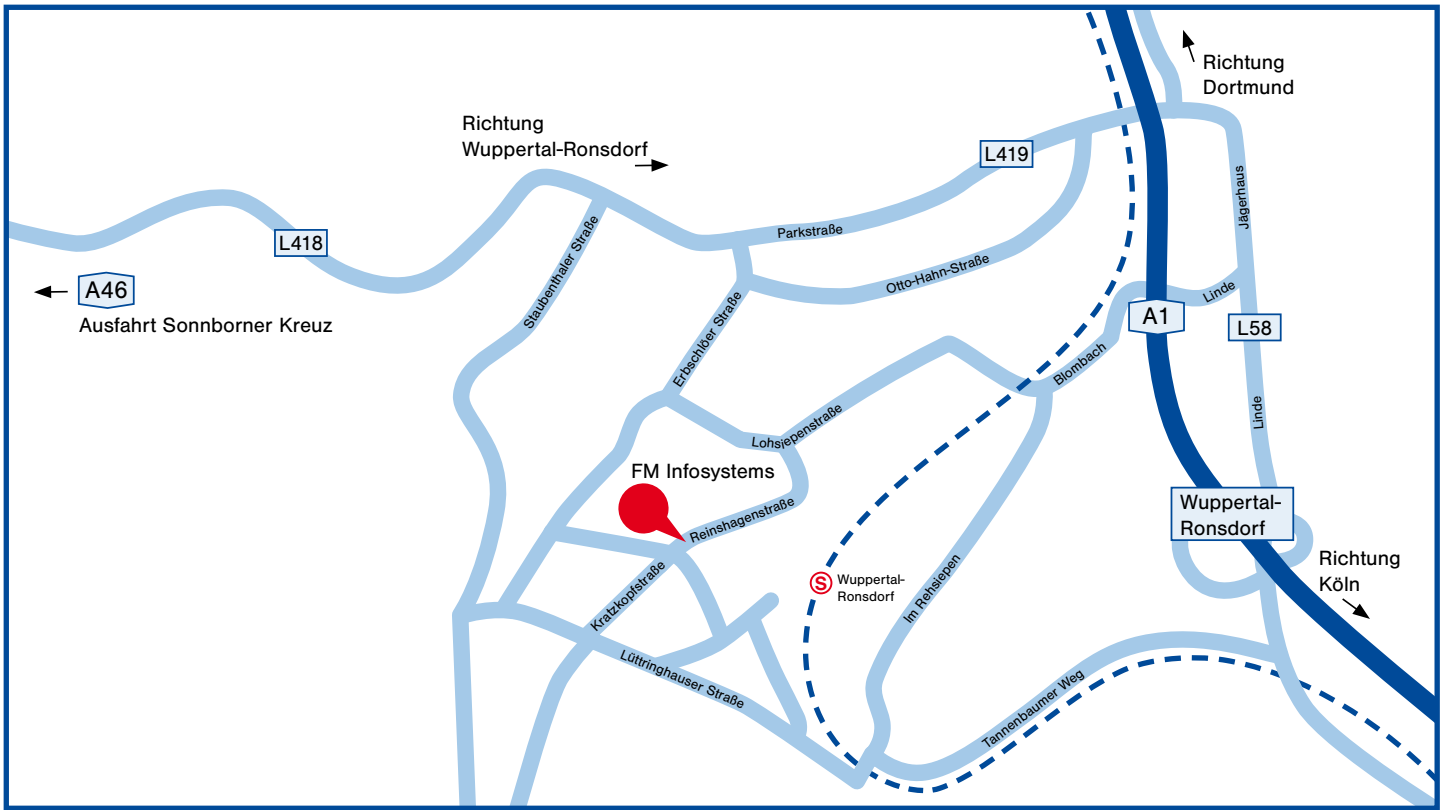 Richtung
Dortmund
Richtung
Wuppertal-Ronsdorf
L419
Jägerhaus
L418
Parkstraße
Staubenthaler Straße
Otto-Hahn-Straße
A46
Ausfahrt Sonnborner Kreuz
Linde
A1
L58
Erbschlöer Straße
Blombach
Linde
Lohsiepenstraße
FM Infosystems
Reinshagenstraße
Wuppertal-
Ronsdorf
Richtung
Köln
Kratzkopfstraße
S
Wuppertal-
Ronsdorf
Im Rehsiepen
Lüttringhauser Straße
Tannenbaumer Weg